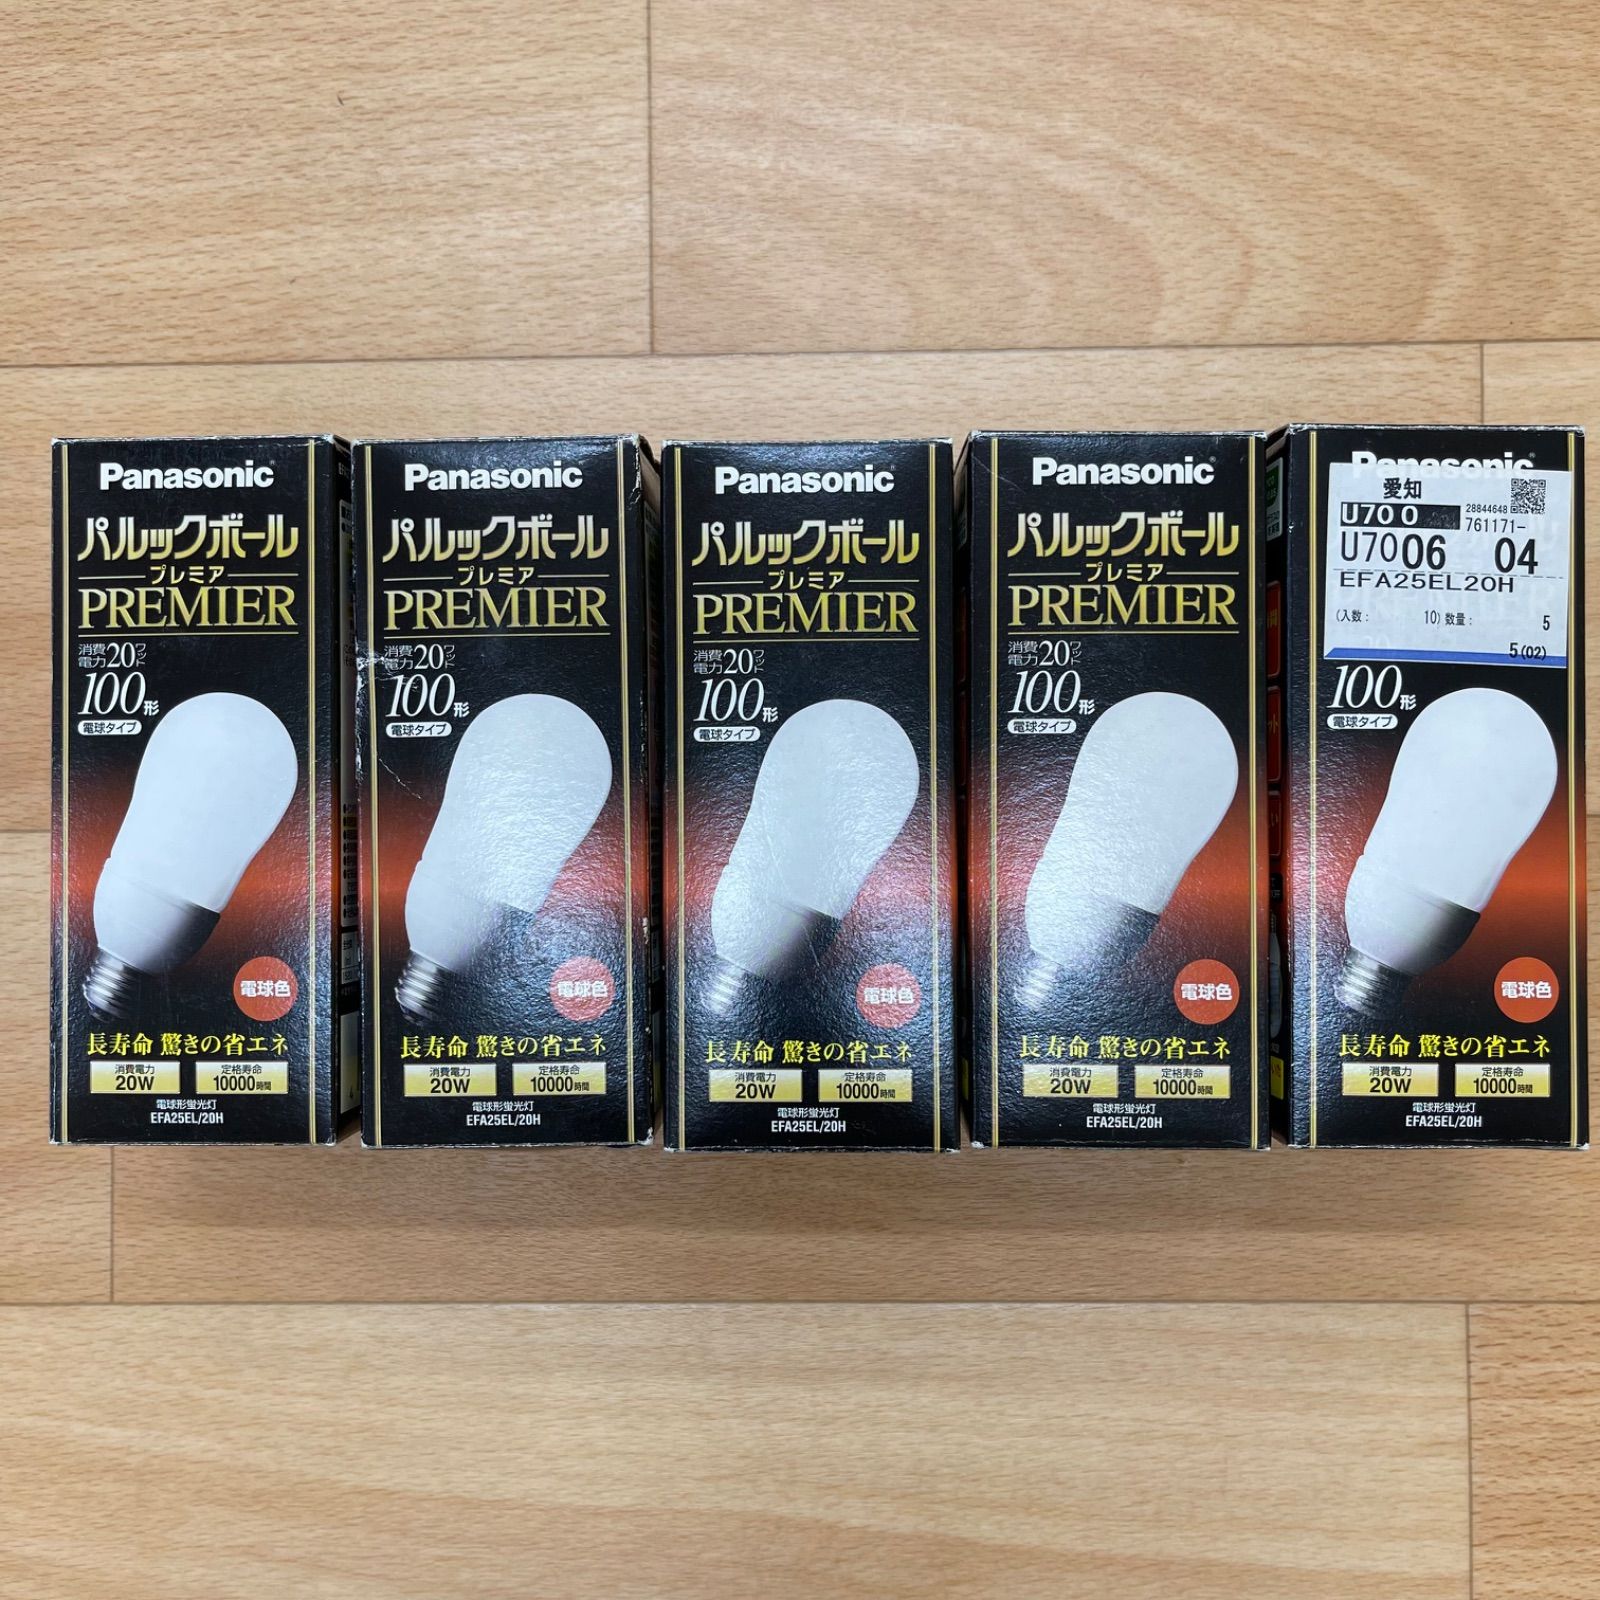 Panasonic
パルックボール
プレミア
PREMIER
消費電力20ワット
100形
電球タイプ
電球色
長寿命 驚きの省エネ
消費電力 20W
定格寿命 10000時間
電球形蛍光灯
EFA25EL/20H
Panasonic
パルックボール
プレミア
PREMIER
消費電力20ワット
100形
電球タイプ
電球色
長寿命 驚きの省エネ
消費電力 20W
定格寿命 10000時間
電球形蛍光灯
EFA25EL/20H
Panasonic
パルックボール
プレミア
PREMIER
消費電力20ワット
100形
電球タイプ
電球色
長寿命 驚きの省エネ
消費電力 20W
定格寿命 10000時間
電球形蛍光灯
EFA25EL/20H
Panasonic
パルックボール
プレミア
PREMIER
消費電力20ワット
100形
電球タイプ
電球色
長寿命 驚きの省エネ
消費電力 20W
定格寿命 10000時間
電球形蛍光灯
EFA25EL/20H
Panasonic
愛知
U70 0 28844648
761171-
U7006 04
EFA25EL20H
(入数: 10) 数量: 5
5(02)
100形
電球タイプ
電球色
長寿命 驚きの省エネ
消費電力 20W
定格寿命 10000時間
電球形蛍光灯
EFA25EL/20H